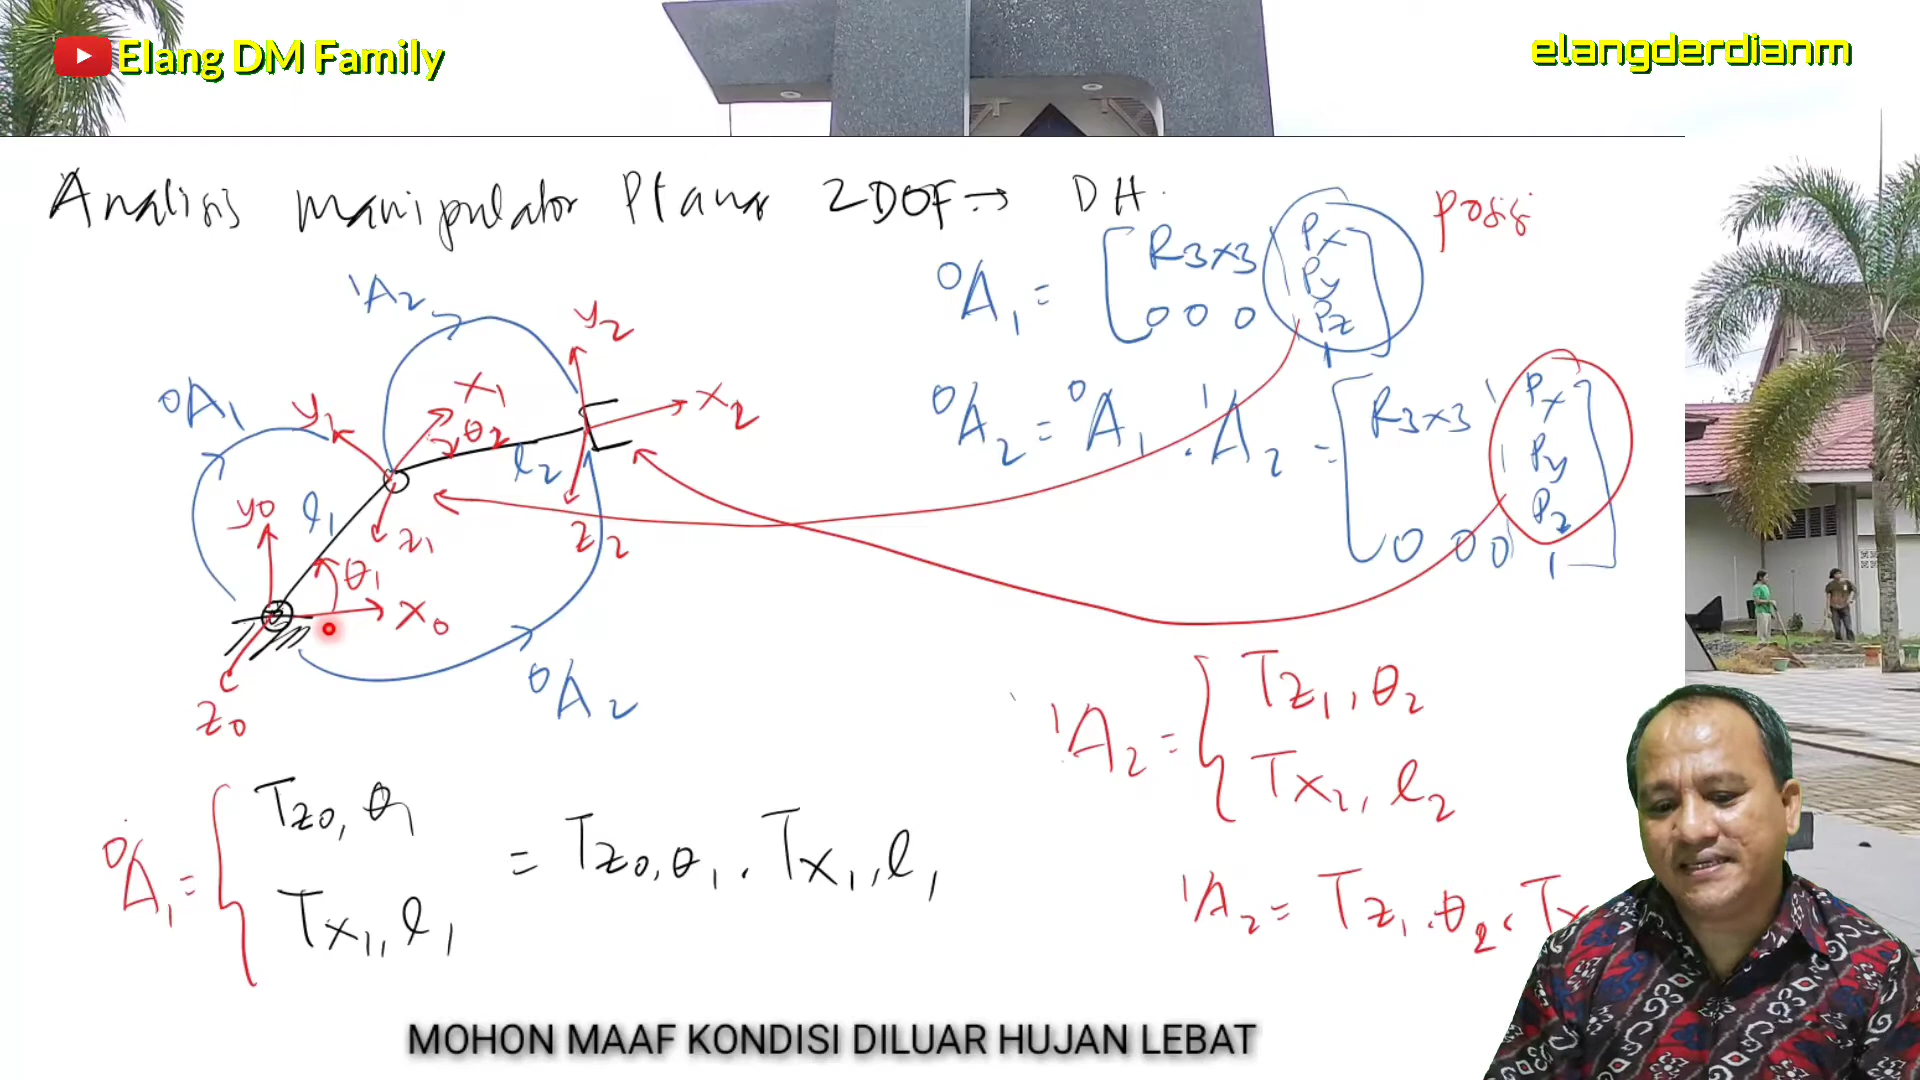 Elang DM Family
elangderdianm
Analisis manipulator Planar 2DOF → DH.
posisi
⁰A₁ = [R3x3 Px Py Pz
0 0 0 1]
¹A₂
y₂
x₁
x₂
⁰A₁
y₁
θ₂
l₂
⁰A₂ = ⁰A₁ . ¹A₂ = [R3x3 Px Py Pz
0 0 0 1]
y₀
l₁
z₁
z₂
θ₁
x₀
z₀
⁰A₂
¹A₂ = { Tz₁, θ₂
Tx₂, l₂
⁰A₁ = { Tz₀, θ₁
Tx₁, l₁
= Tz₀, θ₁ . Tx₁, l₁
¹A₂ = Tz₁ . θ₂ . Tx
MOHON MAAF KONDISI DILUAR HUJAN LEBAT